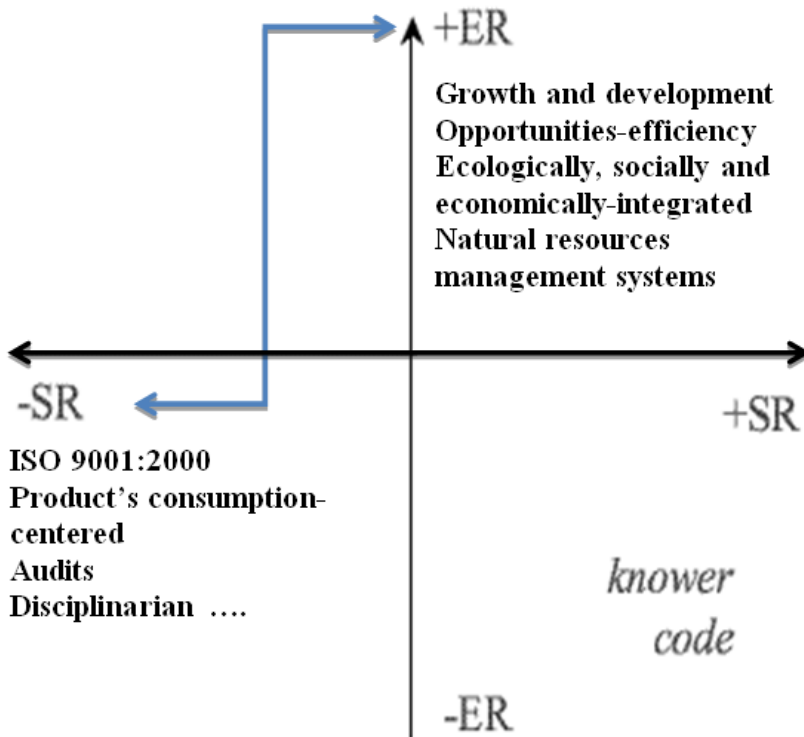 +ER
Growth and development
Opportunities-efficiency
Ecologically, socially and
economically-integrated
Natural resources
management systems
-SR
+SR
ISO 9001:2000
Product's consumption-
centered
Audits
Disciplinarian ....
knower
code
-ER